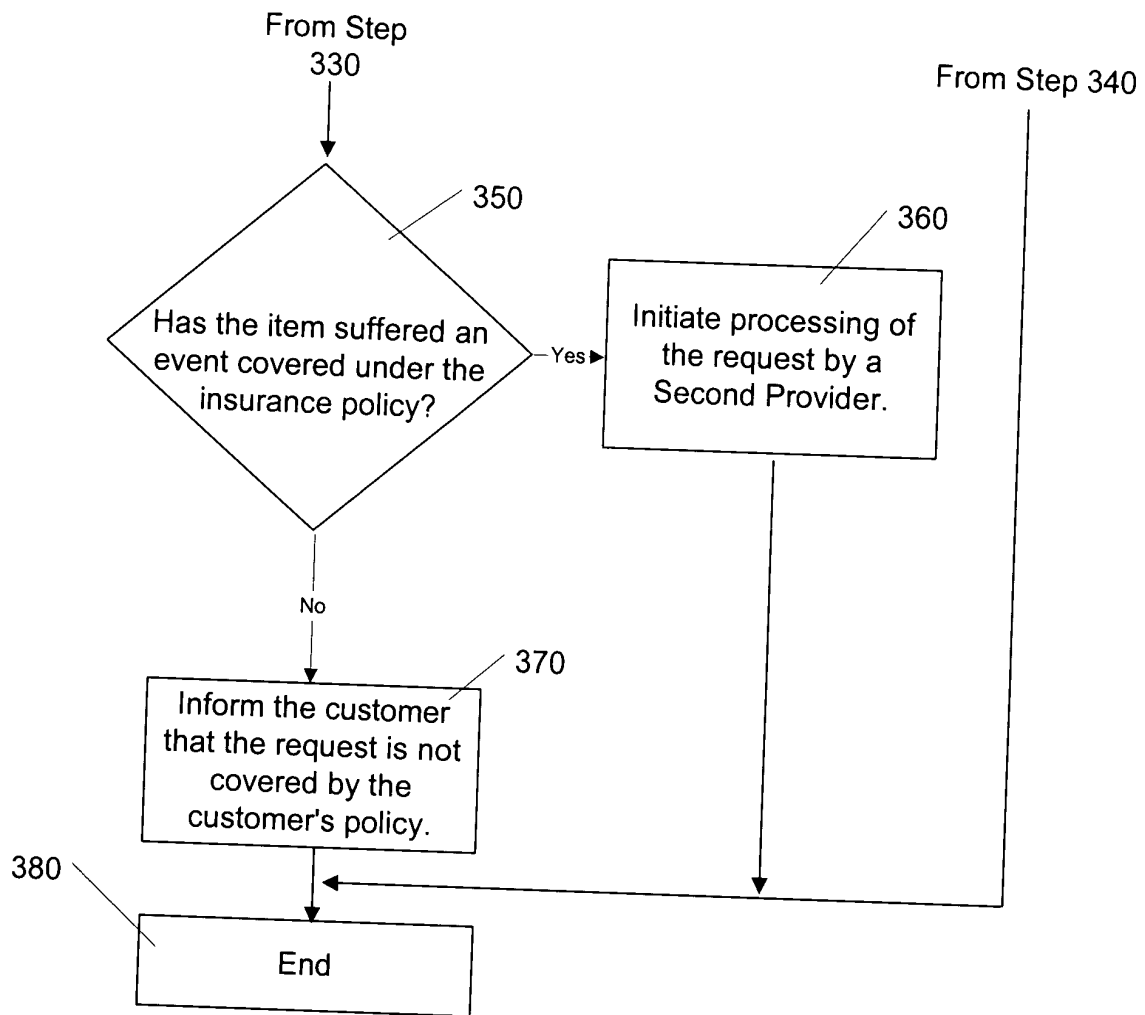 From Step
330
From Step 340
350
360
Has the item suffered an
event covered under the
insurance policy?
Yes
Initiate processing of
the request by a
Second Provider.
No
370
Inform the customer
that the request is not
covered by the
customer's policy.
380
End